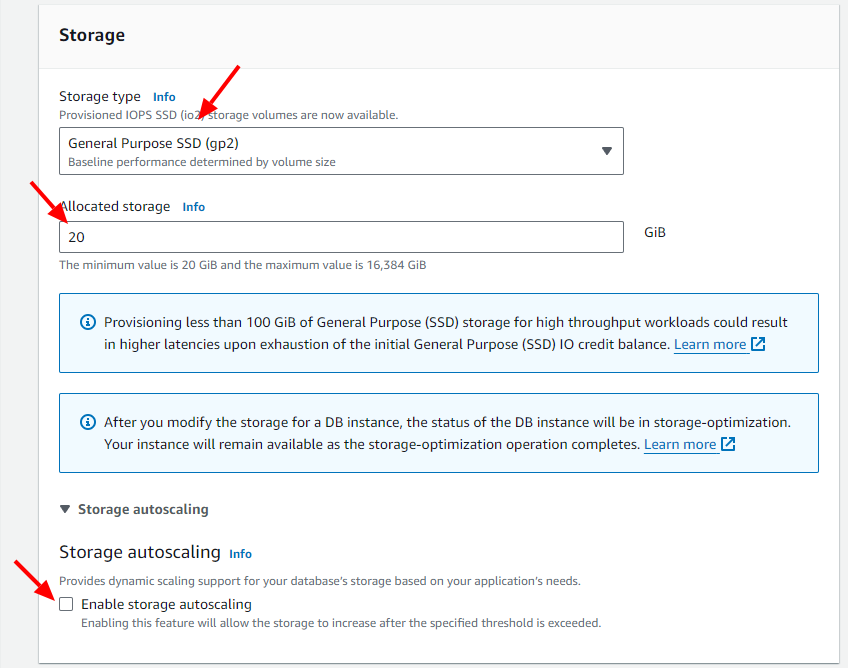 Storage
Storage type Info
Provisioned IOPS SSD (io2) storage volumes are now available.
General Purpose SSD (gp2)
Baseline performance determined by volume size
Allocated storage Info
20
GiB
The minimum value is 20 GiB and the maximum value is 16,384 GiB
Provisioning less than 100 GiB of General Purpose (SSD) storage for high throughput workloads could result
in higher latencies upon exhaustion of the initial General Purpose (SSD) IO credit balance. Learn more
After you modify the storage for a DB instance, the status of the DB instance will be in storage-optimization.
Your instance will remain available as the storage-optimization operation completes. Learn more
Storage autoscaling
Storage autoscaling Info
Provides dynamic scaling support for your database's storage based on your application's needs.
Enable storage autoscaling
Enabling this feature will allow the storage to increase after the specified threshold is exceeded.